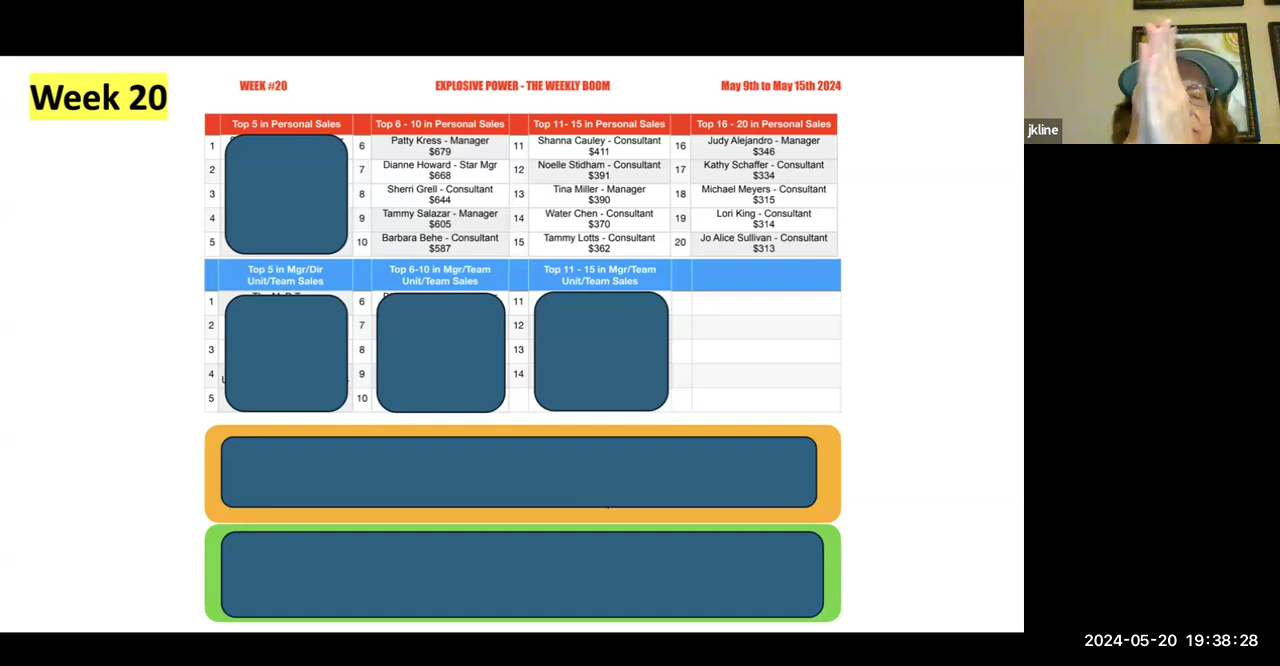 Week 20
WEEK #20
EXPLOSIVE POWER - THE WEEKLY BOOM
May 9th to May 15th 2024
Top 5 in Personal Sales
Top 6 - 10 in Personal Sales
Top 11- 15 in Personal Sales
Top 16 - 20 in Personal Sales
1
6
Patty Kress - Manager
$679
11
Shanna Cauley - Consultant
$411
16
Judy Alejandro - Manager
$346
2
7
Dianne Howard - Star Mgr
$668
12
Noelle Stidham - Consultant
$391
17
Kathy Schaffer - Consultant
$334
3
8
Sherri Grell - Consultant
$644
13
Tina Miller - Manager
$390
18
Michael Meyers - Consultant
$315
4
9
Tammy Salazar - Manager
$605
14
Water Chen - Consultant
$370
19
Lori King - Consultant
$314
5
10
Barbara Behe - Consultant
$587
15
Tammy Lotts - Consultant
$362
20
Jo Alice Sullivan - Consultant
$313
Top 5 in Mgr/Dir
Unit/Team Sales
Top 6-10 in Mgr/Team
Unit/Team Sales
Top 11 - 15 in Mgr/Team
Unit/Team Sales
1
6
11
2
7
12
3
8
13
4
9
14
5
10
jkline
2024-05-20 19:38:28